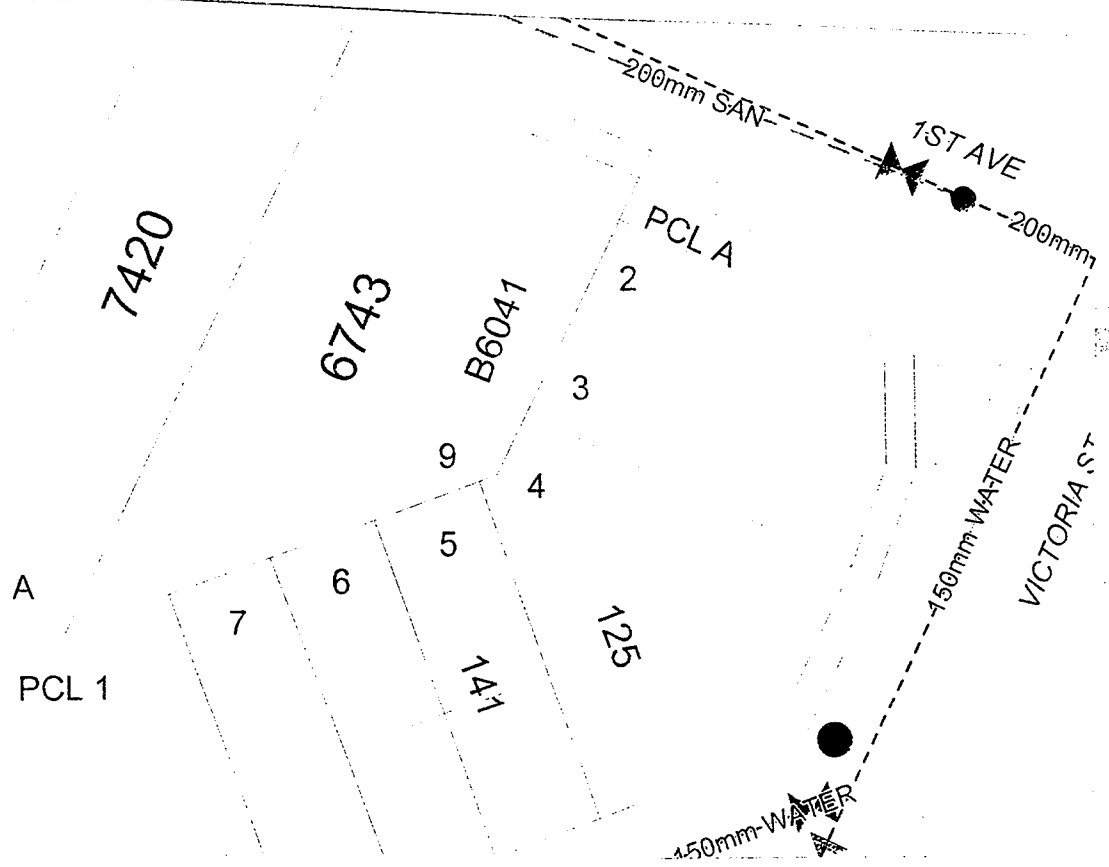 200mm SAN
1ST AVE
200mm
7420
6743
B6041
PCL A
2
3
9
4
5
6
7
A
PCL 1
141
125
150mm WATER
VICTORIA ST
150mm WATER